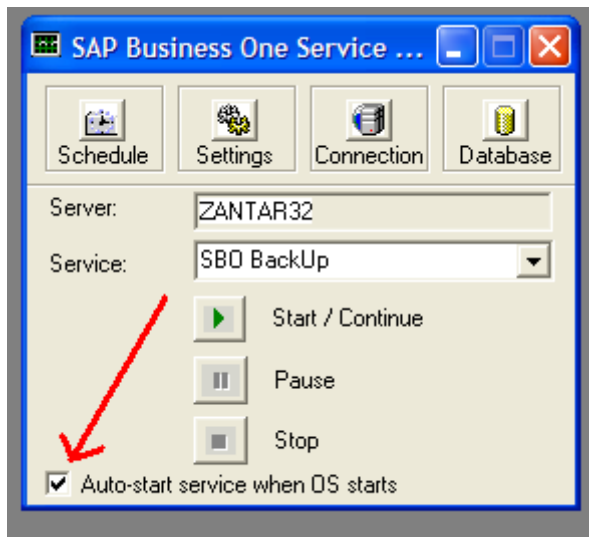 SAP Business One Service ...
Schedule Settings Connection Database
Server: ZANTAR32
Service: SBO BackUp
Start / Continue
Pause
Stop
Auto-start service when OS starts